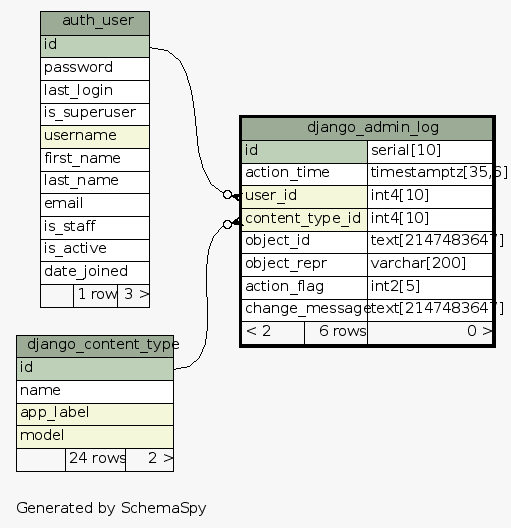 auth_user
id
password
last_login
is_superuser
username
first_name
last_name
email
is_staff
is_active
date_joined
1 row 3 >
django_admin_log
id serial[10]
action_time timestamptz[35,6]
user_id int4[10]
content_type_id int4[10]
object_id text[2147483647]
object_repr varchar[200]
action_flag int2[5]
change_message text[2147483647]
< 2 6 rows 0 >
django_content_type
id
name
app_label
model
24 rows 2 >
Generated by SchemaSpy